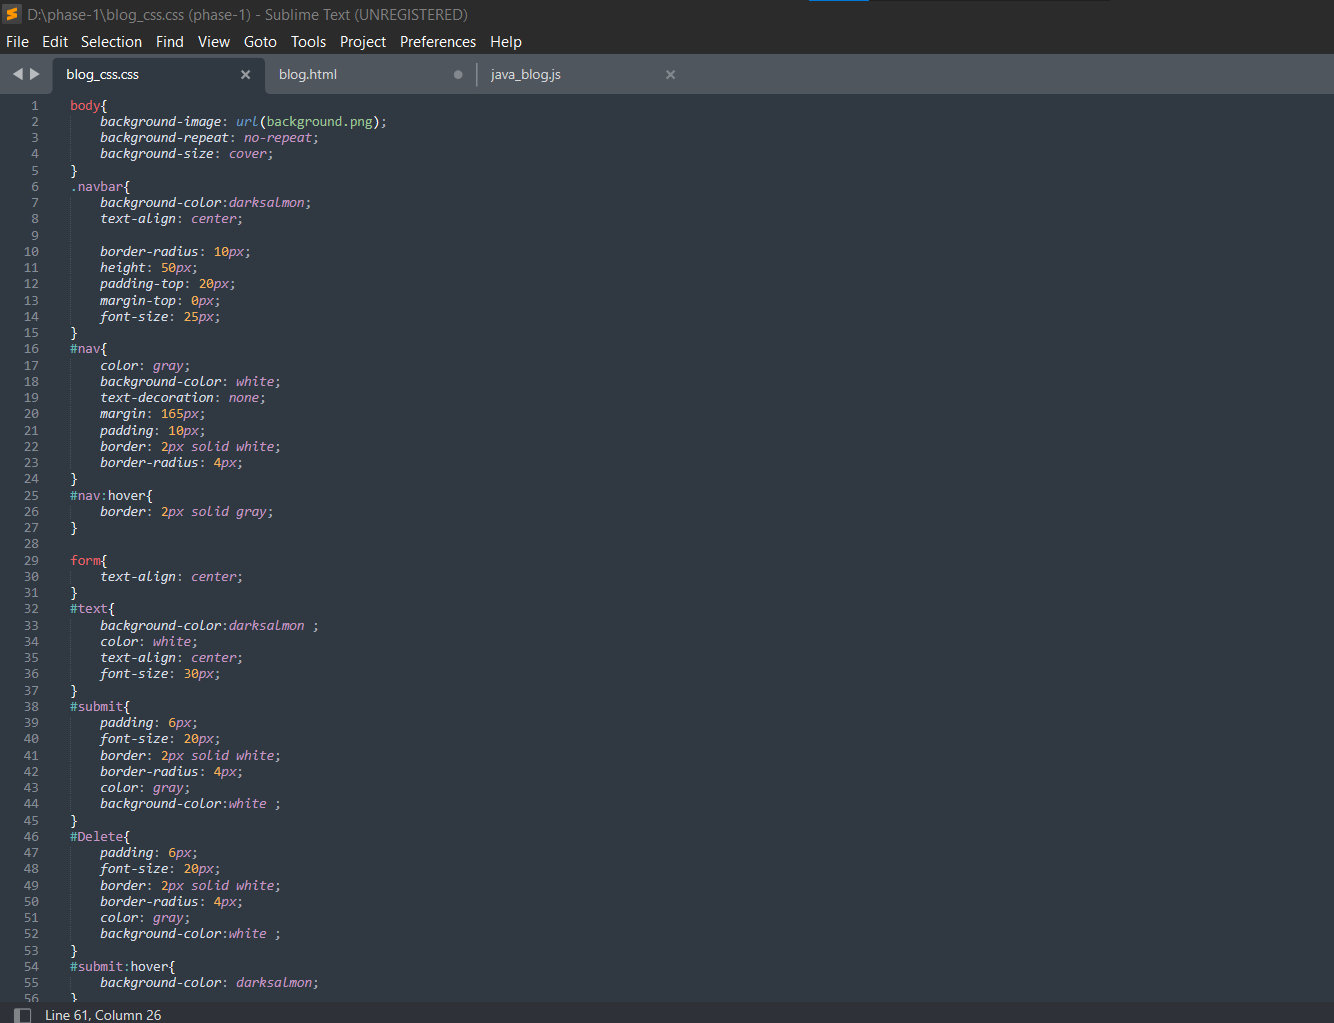 D:\phase-1\blog_css.css (phase-1) - Sublime Text (UNREGISTERED)
File Edit Selection Find View Goto Tools Project Preferences Help
blog_css.css blog.html java_blog.js
1 body{
2 background-image: url(background.png);
3 background-repeat: no-repeat;
4 background-size: cover;
5 }
6 .navbar{
7 background-color:darksalmon;
8 text-align: center;
9
10 border-radius: 10px;
11 height: 50px;
12 padding-top: 20px;
13 margin-top: 0px;
14 font-size: 25px;
15 }
16 #nav{
17 color: gray;
18 background-color: white;
19 text-decoration: none;
20 margin: 165px;
21 padding: 10px;
22 border: 2px solid white;
23 border-radius: 4px;
24 }
25 #nav:hover{
26 border: 2px solid gray;
27 }
28
29 form{
30 text-align: center;
31 }
32 #text{
33 background-color:darksalmon ;
34 color: white;
35 text-align: center;
36 font-size: 30px;
37 }
38 #submit{
39 padding: 6px;
40 font-size: 20px;
41 border: 2px solid white;
42 border-radius: 4px;
43 color: gray;
44 background-color:white ;
45 }
46 #Delete{
47 padding: 6px;
48 font-size: 20px;
49 border: 2px solid white;
50 border-radius: 4px;
51 color: gray;
52 background-color:white ;
53 }
54 #submit:hover{
55 background-color: darksalmon;
56 }
Line 61, Column 26